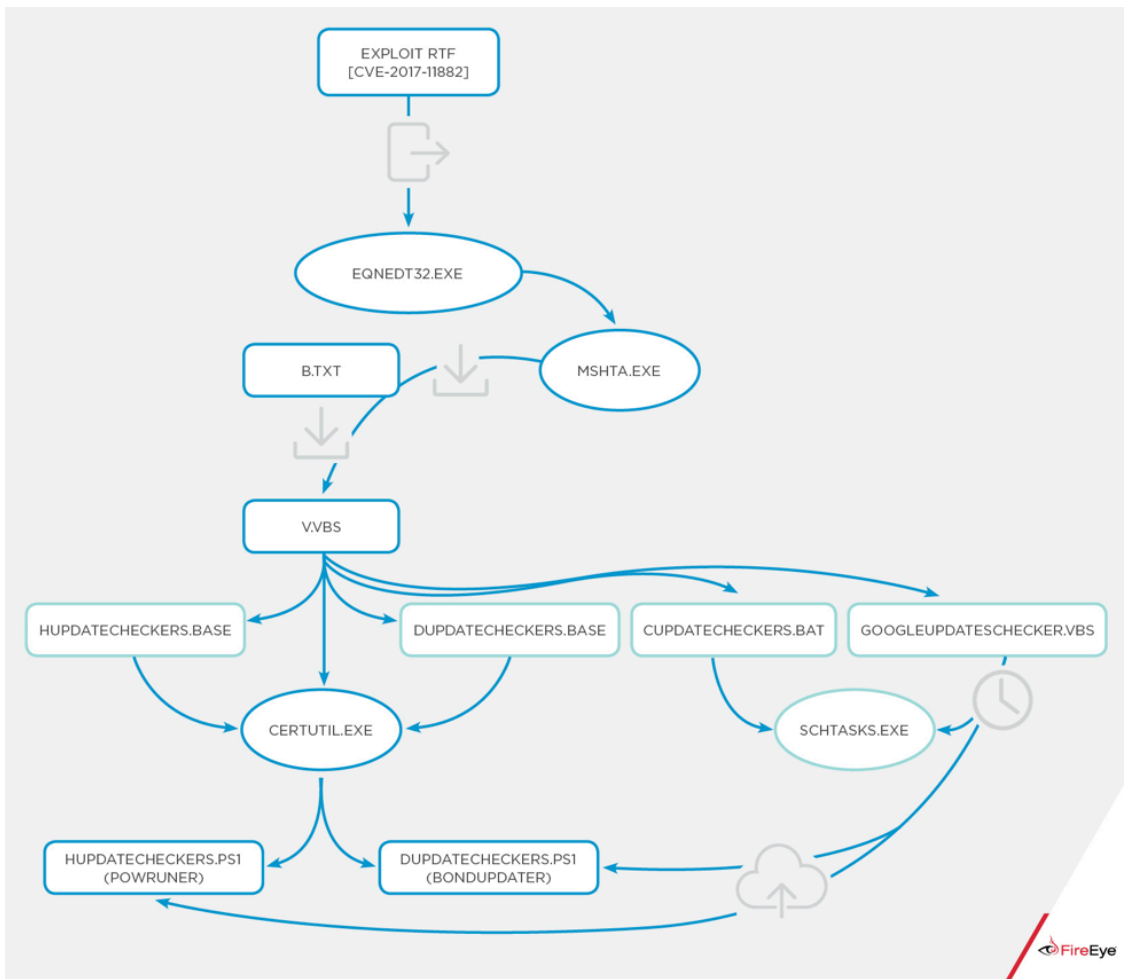 EXPLOIT RTF
[CVE-2017-11882]
EQNEDT32.EXE
B.TXT
MSHTA.EXE
V.VBS
HUPDATECHECKERS.BASE
DUPDATECHECKERS.BASE
CUPDATECHECKERS.BAT
GOOGLEUPDATESCHECKER.VBS
CERTUTIL.EXE
SCHTASKS.EXE
HUPDATECHECKERS.PS1
(POWRUNER)
DUPDATECHECKERS.PS1
(BONDUPDATER)
FireEye